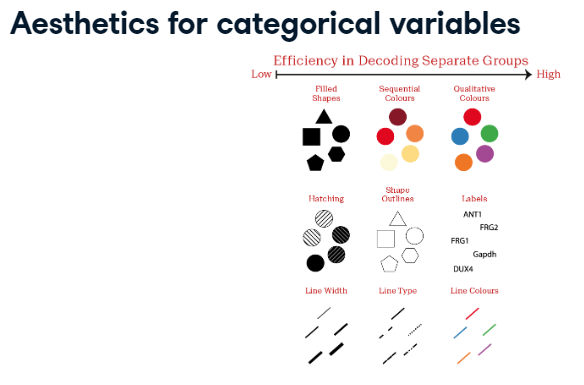 Aesthetics for categorical variables
Efficiency in Decoding Separate Groups
Low High
Filled
Shapes
Sequential
Colours
Qualitative
Colours
Hatching
Shape
Outlines
Labels
ANT1
FRG2
FRG1
Gapdh
DUX4
Line Width
Line Type
Line Colours